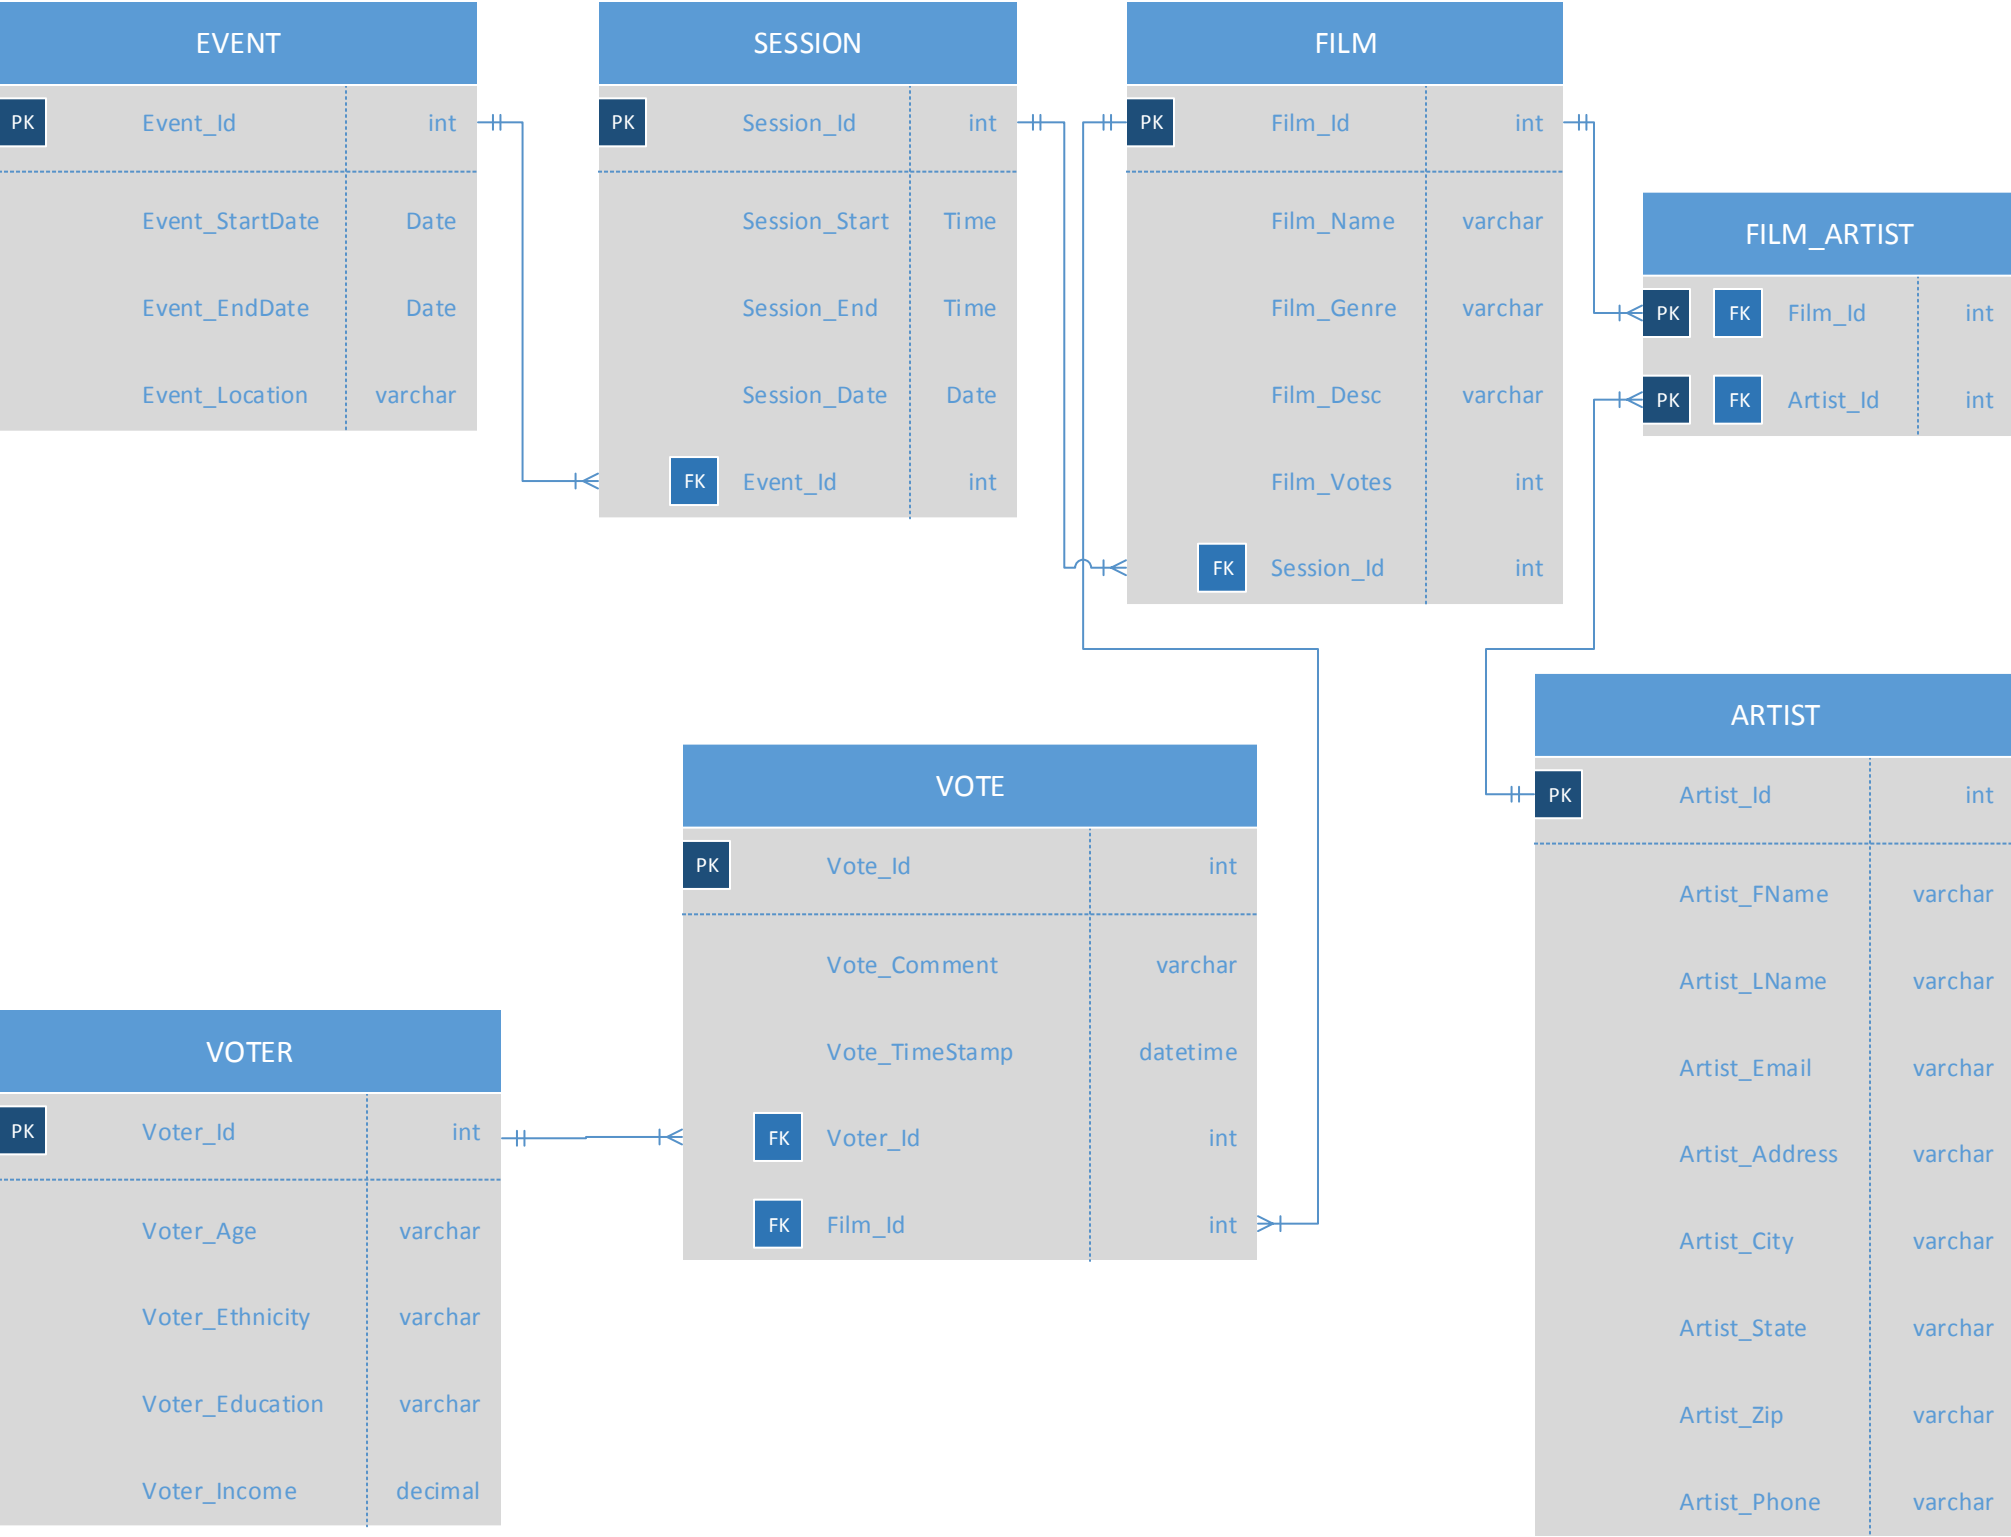 EVENT
PK Event_Id int
Event_StartDate Date
Event_EndDate Date
Event_Location varchar
SESSION
PK Session_Id int
Session_Start Time
Session_End Time
Session_Date Date
FK Event_Id int
FILM
PK Film_Id int
Film_Name varchar
Film_Genre varchar
Film_Desc varchar
Film_Votes int
FK Session_Id int
FILM_ARTIST
PK FK Film_Id int
PK FK Artist_Id int
ARTIST
PK Artist_Id int
Artist_FName varchar
Artist_LName varchar
Artist_Email varchar
Artist_Address varchar
Artist_City varchar
Artist_State varchar
Artist_Zip varchar
Artist_Phone varchar
VOTE
PK Vote_Id int
Vote_Comment varchar
Vote_TimeStamp datetime
FK Voter_Id int
FK Film_Id int
VOTER
PK Voter_Id int
Voter_Age varchar
Voter_Ethnicity varchar
Voter_Education varchar
Voter_Income decimal